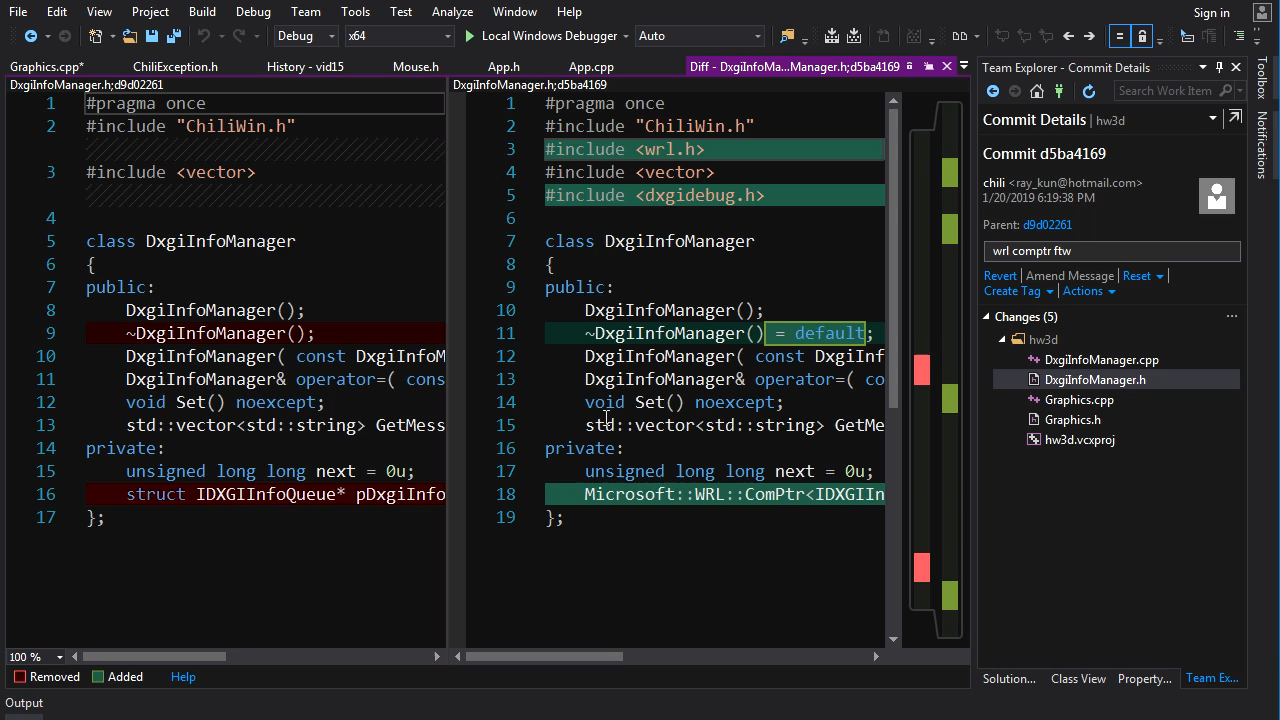 File Edit View Project Build Debug Team Tools Test Analyze Window Help Sign in
Debug x64 Local Windows Debugger Auto
Graphics.cpp* ChiliException.h History - vid15 Mouse.h App.h App.cpp Diff - DxgiInfoMa...Manager.h;d5ba4169
DxgiInfoManager.h;d9d02261
1 #pragma once
2 #include "ChiliWin.h"
3 #include <vector>
4
5 class DxgiInfoManager
6 {
7 public:
8 DxgiInfoManager();
9 ~DxgiInfoManager();
10 DxgiInfoManager( const DxgiInfoM
11 DxgiInfoManager& operator=( cons
12 void Set() noexcept;
13 std::vector<std::string> GetMess
14 private:
15 unsigned long long next = 0u;
16 struct IDXGIInfoQueue* pDxgiInfo
17 };
DxgiInfoManager.h;d5ba4169
1 #pragma once
2 #include "ChiliWin.h"
3 #include <wrl.h>
4 #include <vector>
5 #include <dxgidebug.h>
6
7 class DxgiInfoManager
8 {
9 public:
10 DxgiInfoManager();
11 ~DxgiInfoManager() = default;
12 DxgiInfoManager( const DxgiInf
13 DxgiInfoManager& operator=( co
14 void Set() noexcept;
15 std::vector<std::string> GetMe
16 private:
17 unsigned long long next = 0u;
18 Microsoft::WRL::ComPtr<IDXGIIn
19 };
100 %
Removed Added Help
Output
Team Explorer - Commit Details
Search Work Item
Commit Details | hw3d
Commit d5ba4169
chili <ray_kun@hotmail.com>
1/20/2019 6:19:38 PM
Parent: d9d02261
wrl comptr ftw
Revert | Amend Message | Reset |
Create Tag Actions
Changes (5)
hw3d
DxgiInfoManager.cpp
DxgiInfoManager.h
Graphics.cpp
Graphics.h
hw3d.vcxproj
Solution... Class View Property... Team Ex...
Toolbox
Notifications